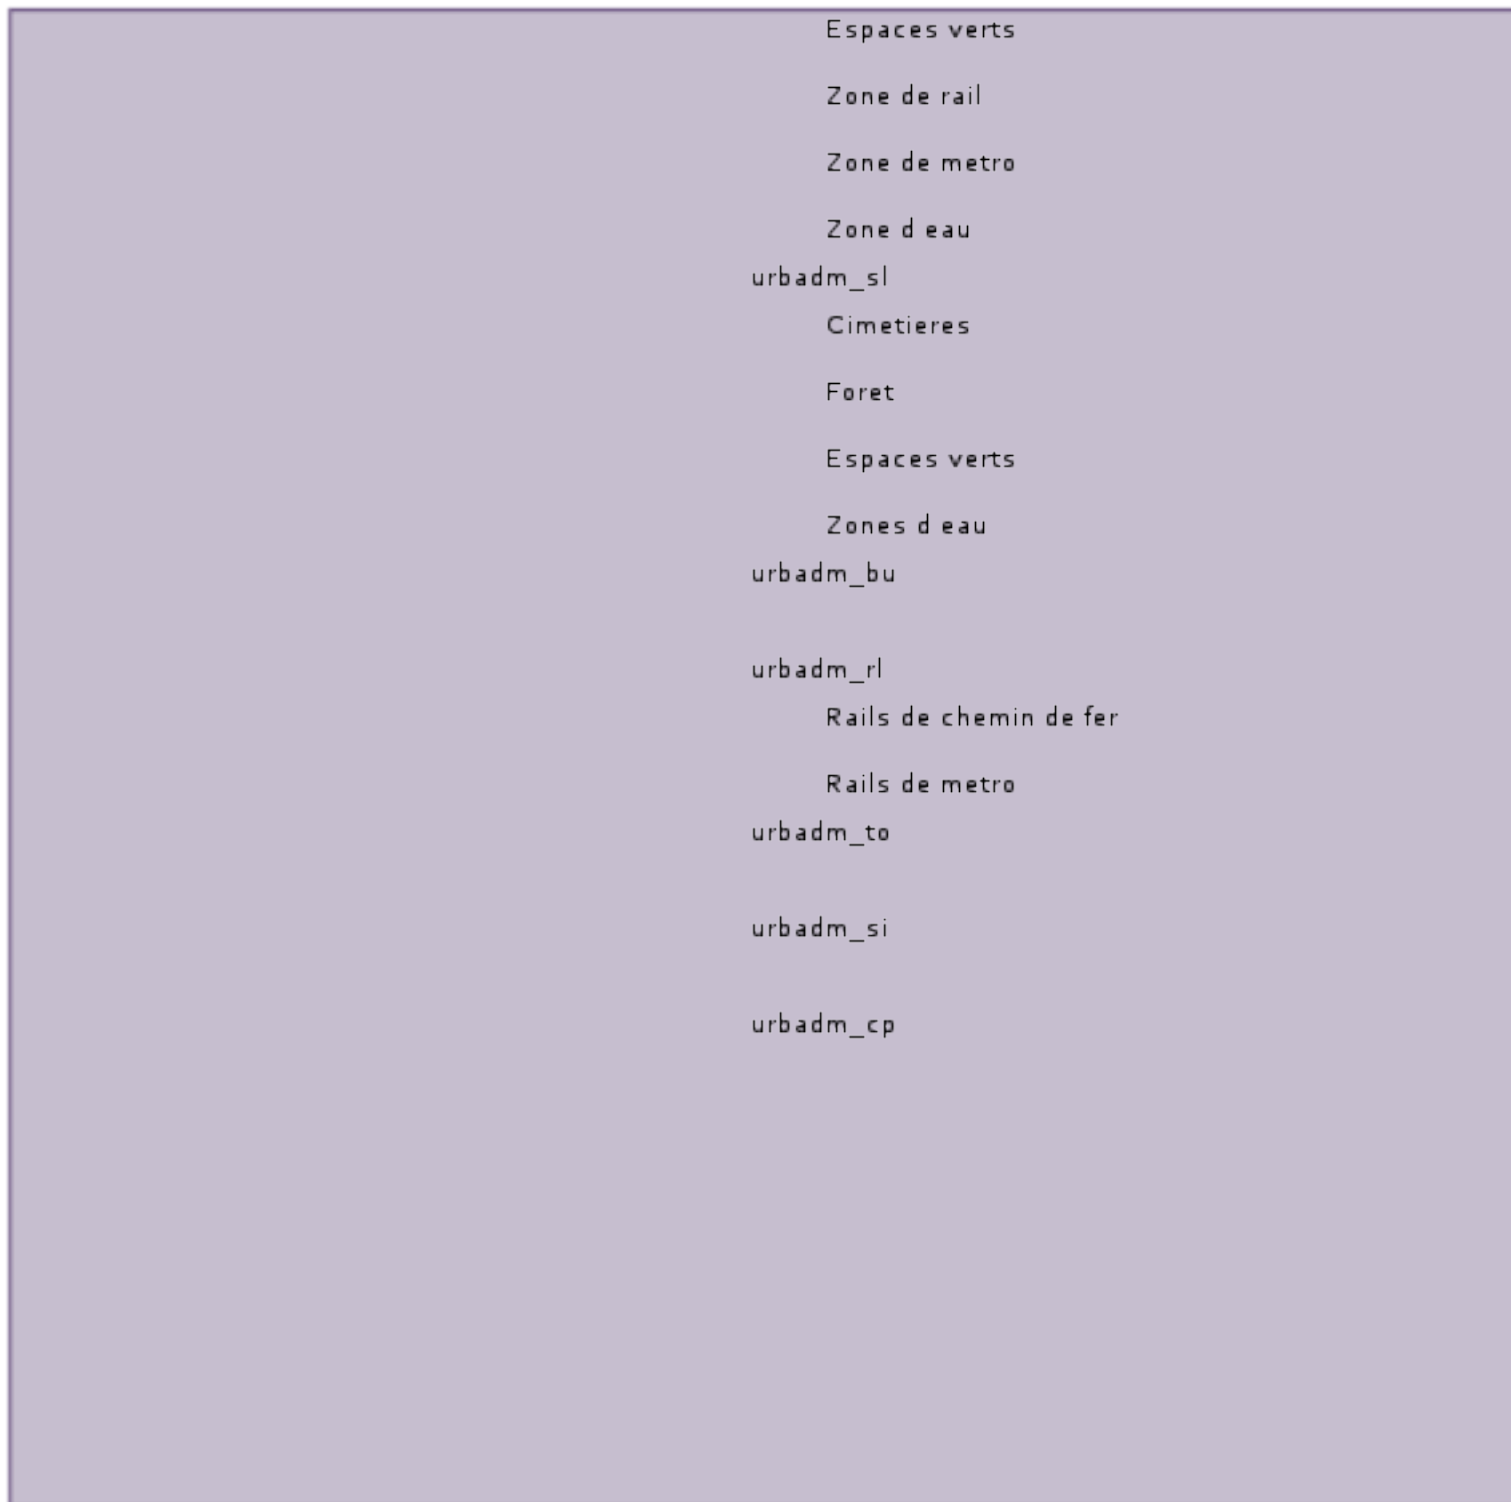 Espaces verts
Zone de rail
Zone de metro
Zone d eau
urbadm_sl
Cimetieres
Foret
Espaces verts
Zones d eau
urbadm_bu
urbadm_rl
Rails de chemin de fer
Rails de metro
urbadm_to
urbadm_si
urbadm_cp